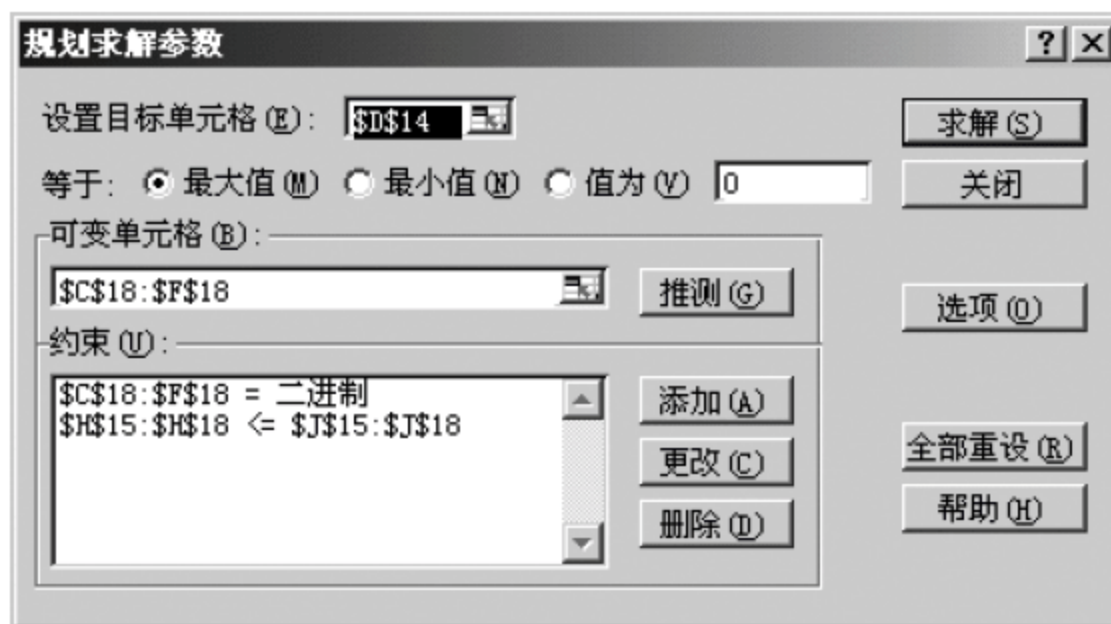 规划求解参数
设置目标单元格(E): $D$14 求解(S)
等于: 最大值(M) 最小值(N) 值为(V) 0 关闭
可变单元格(B):
$C$18:$F$18 推测(G) 选项(O)
约束(U):
$C$18:$F$18 = 二进制 添加(A)
$H$15:$H$18 <= $J$15:$J$18
更改(C) 全部重设(R)
删除(D) 帮助(H)